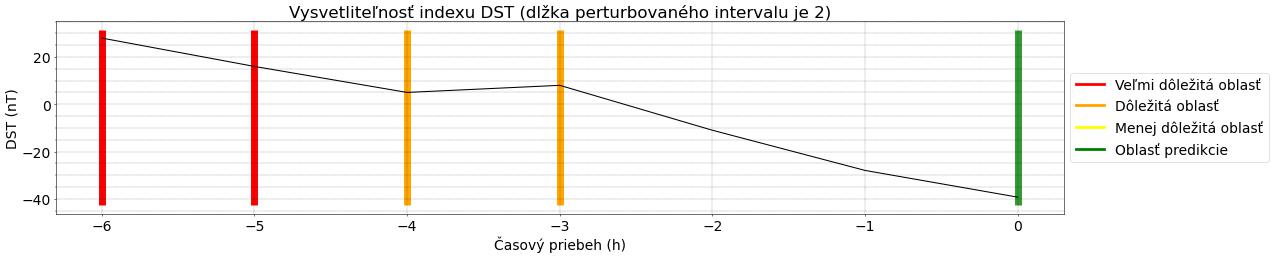 Vysvetliteľnosť indexu DST (dĺžka perturbovaného intervalu je 2)
DST (nT)
20
0
−20
−40
−6
−5
−4
−3
−2
−1
0
Časový priebeh (h)
Veľmi dôležitá oblasť
Dôležitá oblasť
Menej dôležitá oblasť
Oblasť predikcie